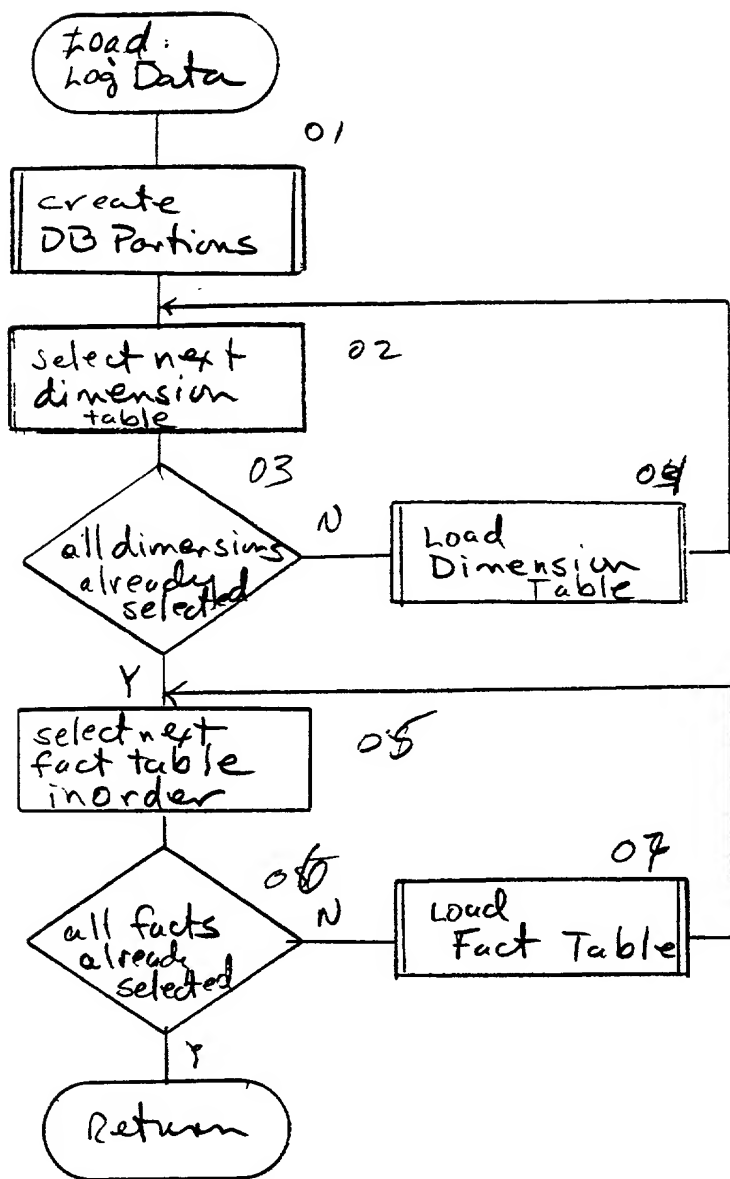 Load:
Log Data
01
create
DB Partions
select next
dimension
table
02
03
all dimensions
already
selected
N
04
Load
Dimension
Table
Y
select next
fact table
in order
05
06
all facts
already
selected
N
07
Load
Fact Table
Y
Return